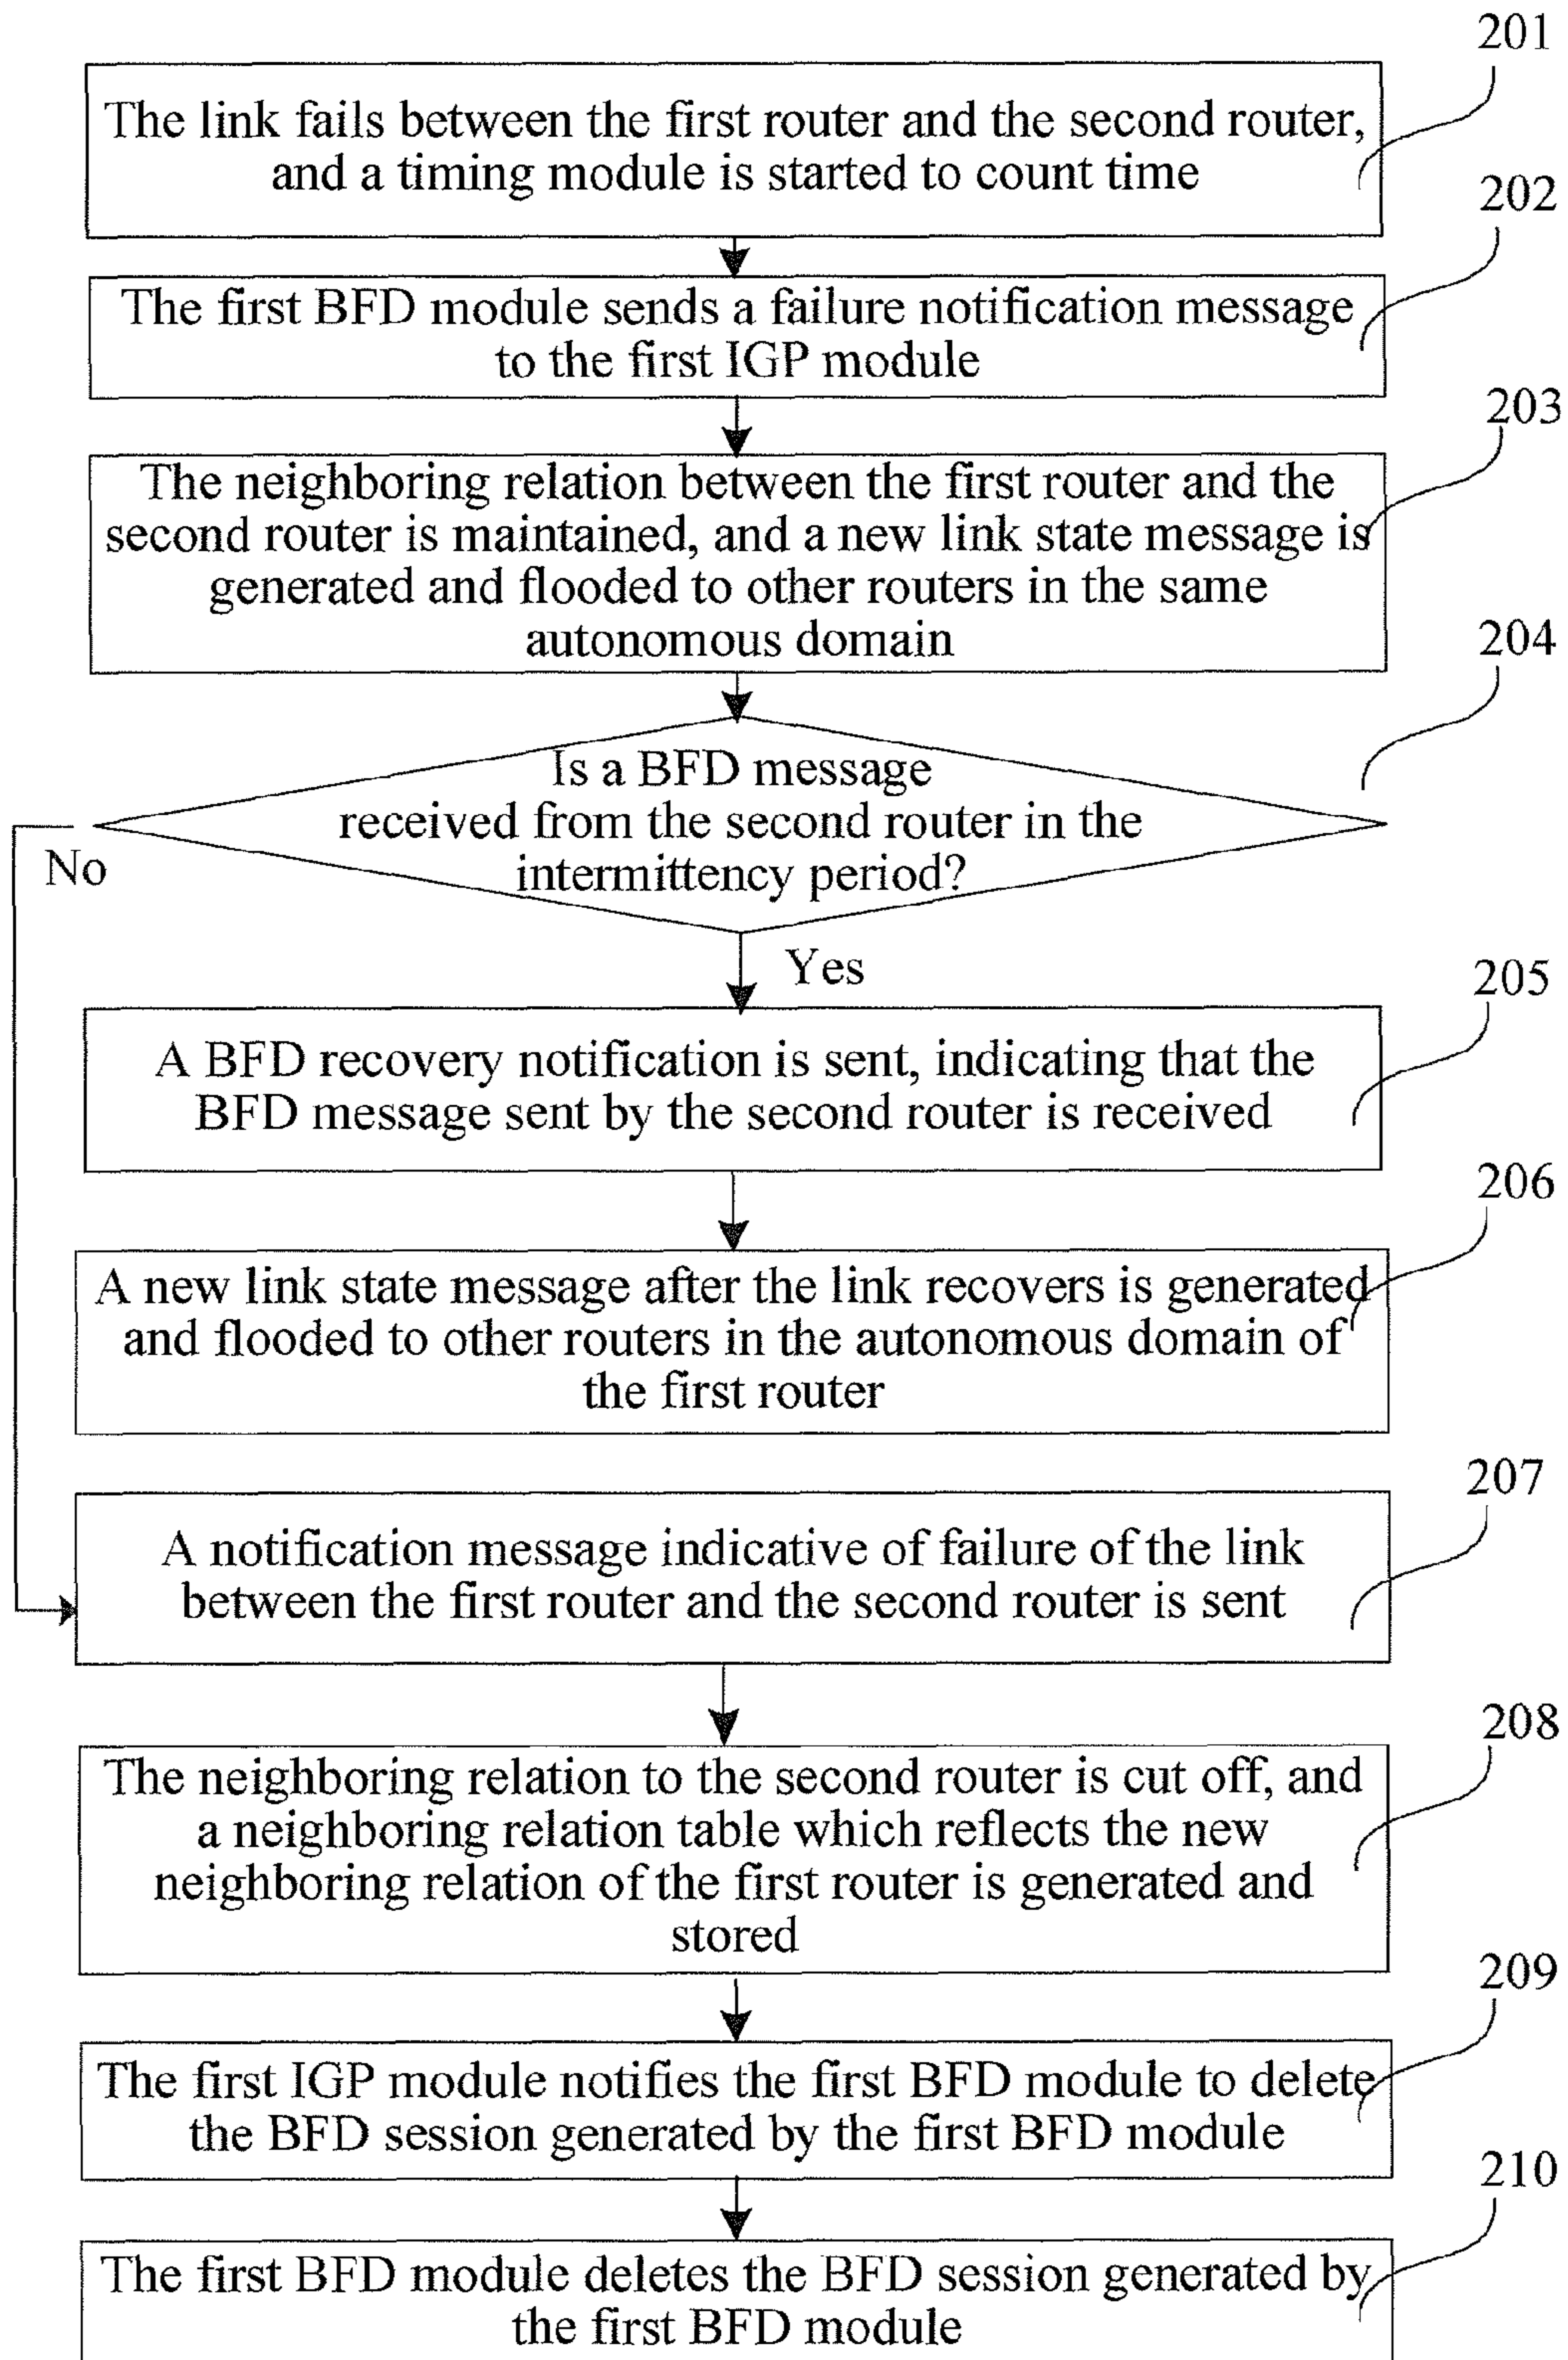 201
The link fails between the first router and the second router,
and a timing module is started to count time
202
The first BFD module sends a failure notification message
to the first IGP module
203
The neighboring relation between the first router and the
second router is maintained, and a new link state message is
generated and flooded to other routers in the same
autonomous domain
204
Is a BFD message
received from the second router in the
intermittency period?
No
Yes
205
A BFD recovery notification is sent, indicating that the
BFD message sent by the second router is received
206
A new link state message after the link recovers is generated
and flooded to other routers in the autonomous domain of
the first router
207
A notification message indicative of failure of the link
between the first router and the second router is sent
208
The neighboring relation to the second router is cut off, and
a neighboring relation table which reflects the new
neighboring relation of the first router is generated and
stored
209
The first IGP module notifies the first BFD module to delete
the BFD session generated by the first BFD module
210
The first BFD module deletes the BFD session generated by
the first BFD module